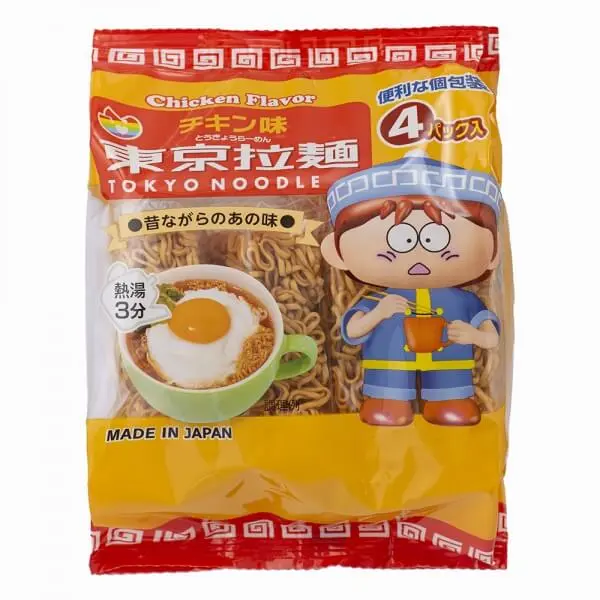 Chicken Flavor
チキン味
とうきょうらーめん
東京拉麺
TOKYO NOODLE
●昔ながらのあの味●
便利な個包装
4パック入
熱湯
3分
調理例
MADE IN JAPAN